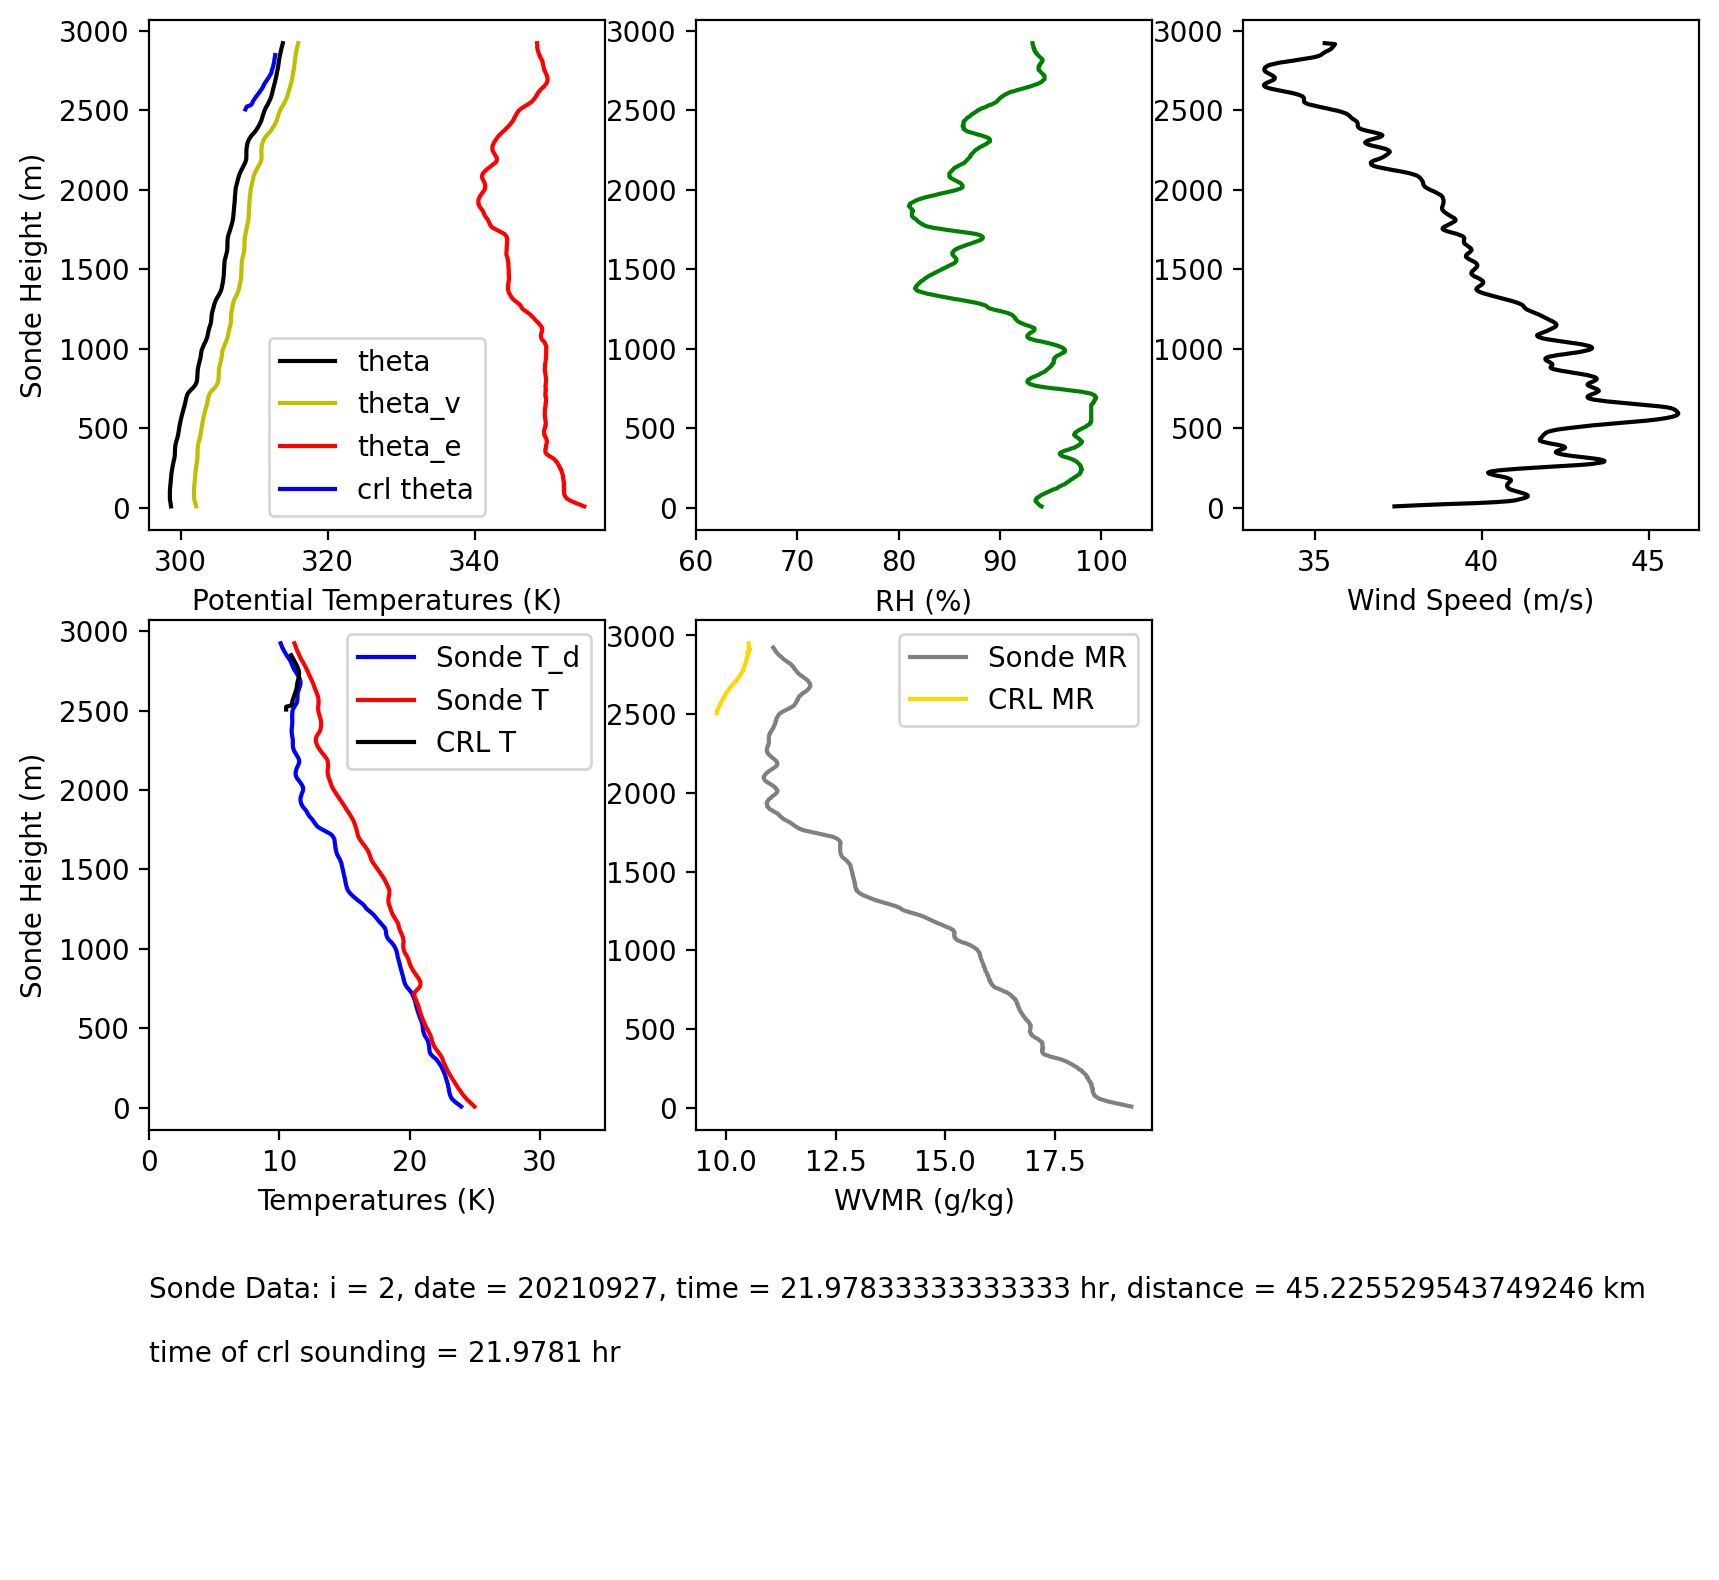 3000
2500
2000
1500
1000
500
0
Sonde Height (m)
theta
theta_v
theta_e
crl theta
300 320 340
Potential Temperatures (K)
3000
2500
2000
1500
1000
500
0
60 70 80 90 100
RH (%)
3000
2500
2000
1500
1000
500
0
35 40 45
Wind Speed (m/s)
3000
2500
2000
1500
1000
500
0
Sonde Height (m)
Sonde T_d
Sonde T
CRL T
0 10 20 30
Temperatures (K)
3000
2500
2000
1500
1000
500
0
Sonde MR
CRL MR
10.0 12.5 15.0 17.5
WVMR (g/kg)
Sonde Data: i = 2, date = 20210927, time = 21.97833333333333 hr, distance = 45.225529543749246 km
time of crl sounding = 21.9781 hr